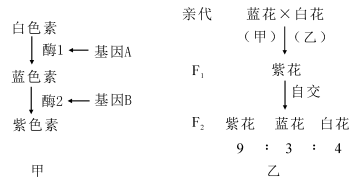 白色素
酶1 基因A
蓝色素
酶2 基因B
紫色素
甲
亲代 蓝花×白花
（甲） （乙）
F₁ 紫花
自交
F₂ 紫花 蓝花 白花
9 : 3 : 4
乙